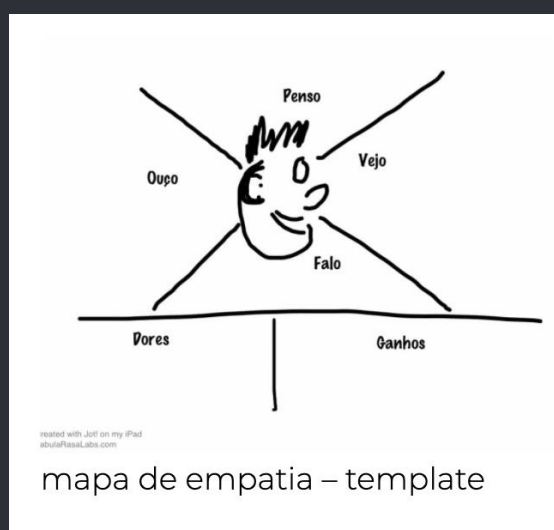 Penso
Vejo
Ouço
Falo
Dores
Ganhos
reated with Jot! on my iPad
abulaRasaLabs.com
mapa de empatia – template